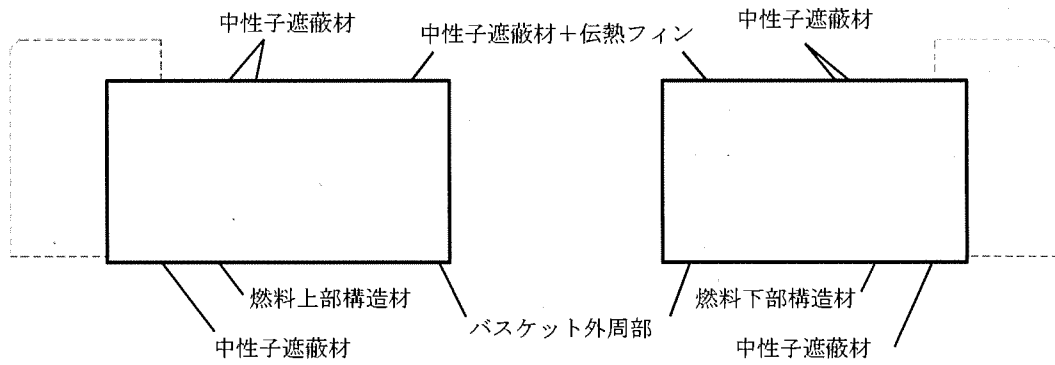 中性子遮蔽材
中性子遮蔽材＋伝熱フィン
中性子遮蔽材
燃料上部構造材
中性子遮蔽材
バスケット外周部
燃料下部構造材
中性子遮蔽材